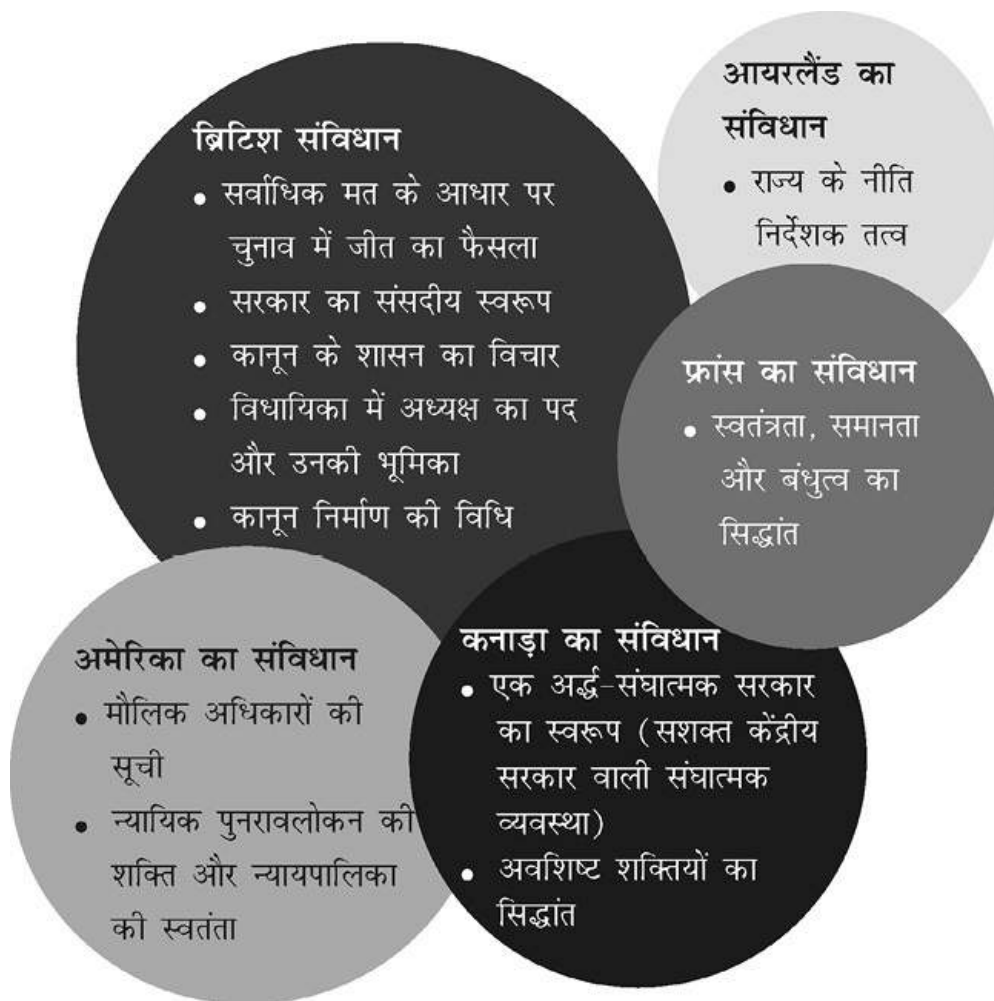 ब्रिटिश संविधान
• सर्वाधिक मत के आधार पर
चुनाव में जीत का फैसला
• सरकार का संसदीय स्वरूप
• कानून के शासन का विचार
• विधायिका में अध्यक्ष का पद
और उनकी भूमिका
• कानून निर्माण की विधि
आयरलैंड का
संविधान
• राज्य के नीति
निर्देशक तत्व
फ्रांस का संविधान
• स्वतंत्रता, समानता
और बंधुत्व का
सिद्धांत
अमेरिका का संविधान
• मौलिक अधिकारों की
सूची
• न्यायिक पुनरावलोकन की
शक्ति और न्यायपालिका
की स्वतंता
कनाड़ा का संविधान
• एक अर्द्ध-संघात्मक सरकार
का स्वरूप (सशक्त केंद्रीय
सरकार वाली संघात्मक
व्यवस्था)
• अवशिष्ट शक्तियों का
सिद्धांत